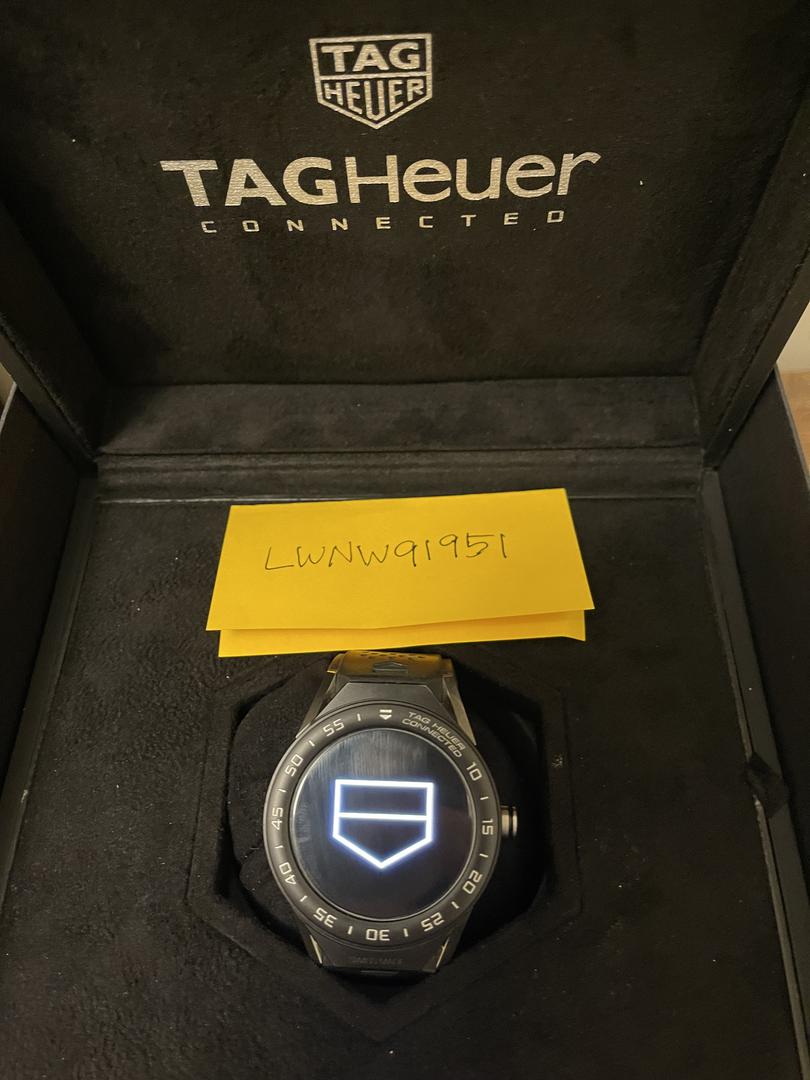 TAG
HEUER
TAGHeuer
CONNECTED
LWNW91951
TAG HEUER
CONNECTED
10
15
20
25
30
35
40
45
50
55